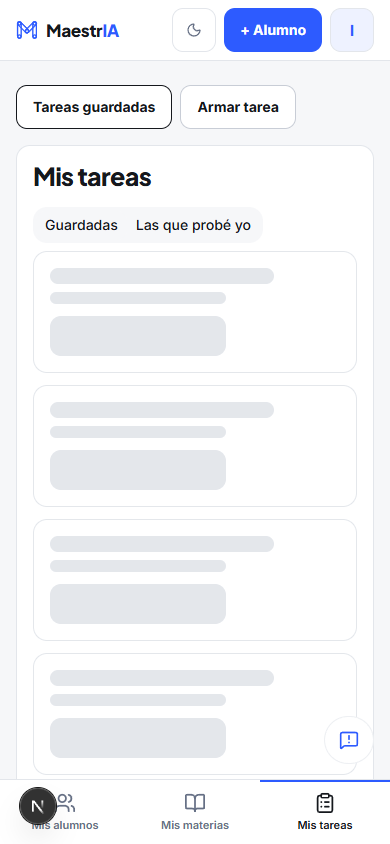 MaestrIA
+ Alumno
I
Tareas guardadas
Armar tarea
Mis tareas
Guardadas
Las que probé yo
N
Mis alumnos
Mis materias
Mis tareas